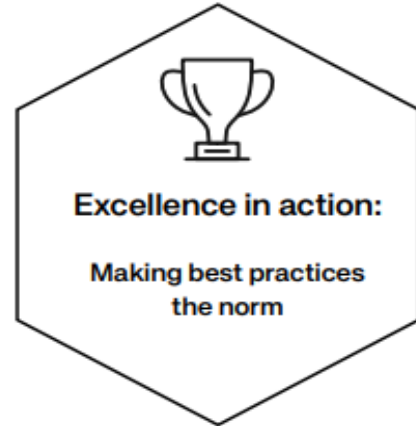 Excellence in action:
Making best practices
the norm